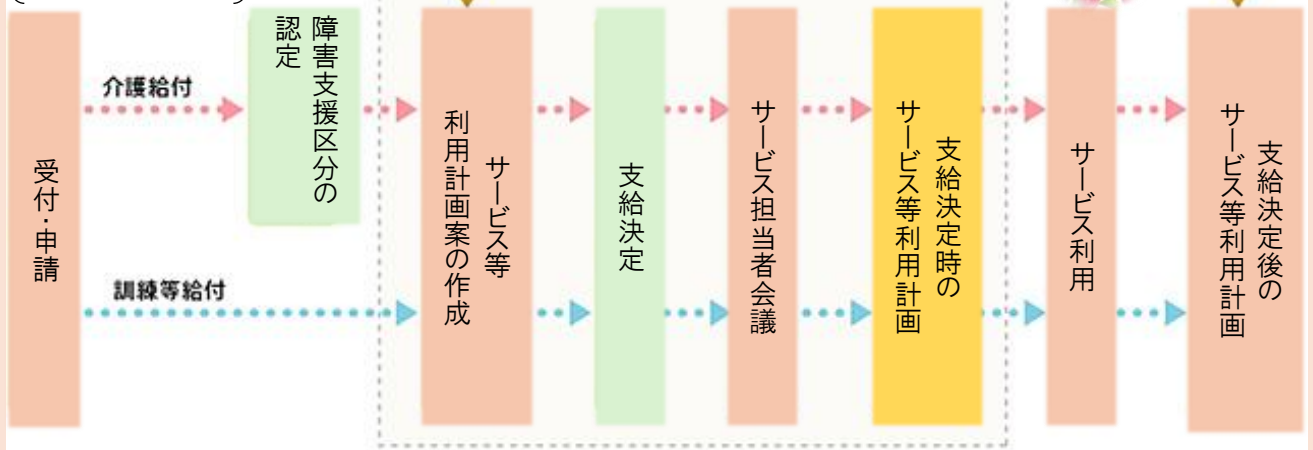 受付・申請
介護給付
訓練等給付
障害支援区分の
認定
サービス等
利用計画案の作成
支給決定
サービス担当者会議
支給決定時の
サービス等利用計画
サービス利用
支給決定後の
サービス等利用計画